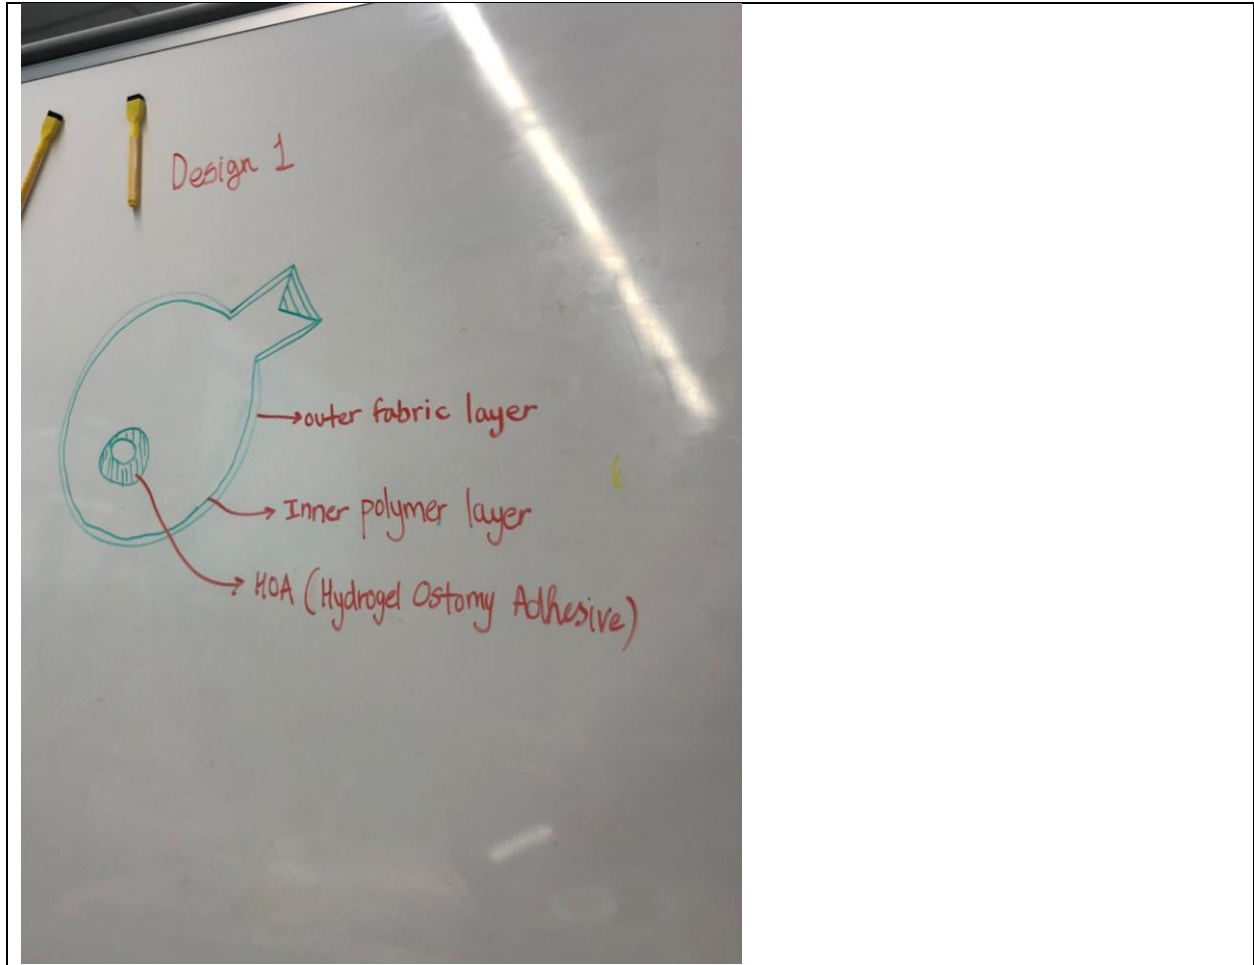 Design 1
outer fabric layer
Inner polymer layer
HOA (Hydrogel Ostomy Adhesive)